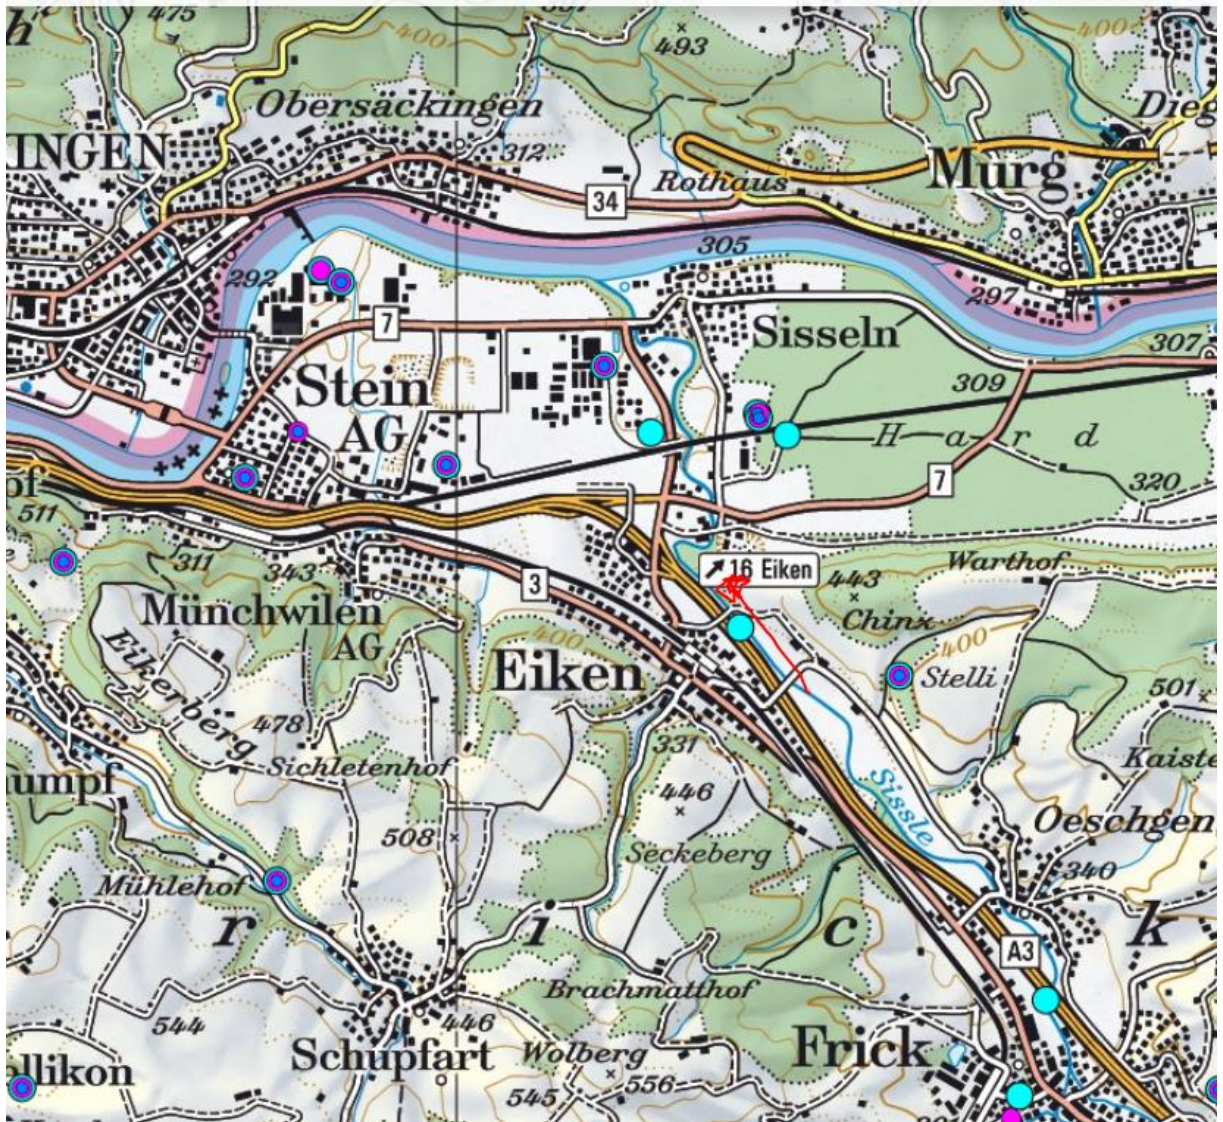 475
400
493
400
Obersäckingen
Dieg
INGEN
312
Murg
Rothaus
34
305
292
297
7
Sisseln
307
Stein
AG
309
H a r d
7
320
of
511
311
343
3
16 Eiken
443
Warthof
Münchwilen
AG
Chinx
400
400
Eiken
Stelli
501
Eikerberg
478
331
Sichletenhof
Kaiste
umpf
446
Sissle
508
Oeschgen
Seckeberg
340
Mühlehof
r i c k
A3
Brachmatthof
544
446
Schupfart
Wolberg
Frick
556
llikon
545